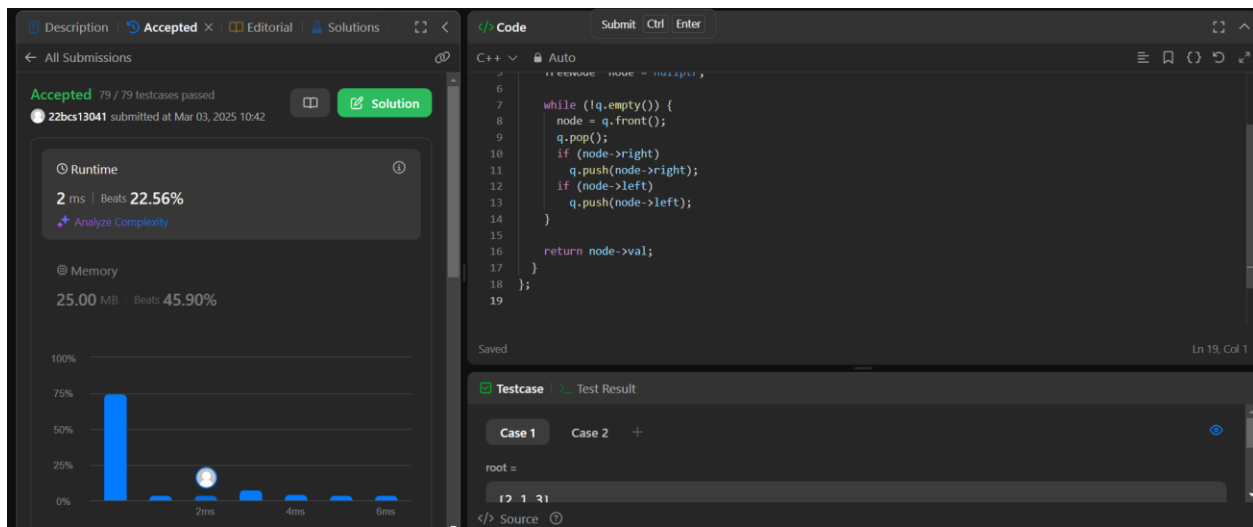 Description
Accepted
Editorial
Solutions
All Submissions
Accepted 79 / 79 testcases passed
22bcs13041 submitted at Mar 03, 2025 10:42
Solution
Runtime
2 ms | Beats 22.56%
Analyze Complexity
Memory
25.00 MB | Beats 45.90%
100%
75%
50%
25%
0%
2ms
4ms
6ms
</> Code
Submit Ctrl Enter
C++
Auto
6
7 while (!q.empty()) {
8 node = q.front();
9 q.pop();
10 if (node->right)
11 q.push(node->right);
12 if (node->left)
13 q.push(node->left);
14 }
15
16 return node->val;
17 }
18 };
19
Saved
Ln 19, Col 1
Testcase
>_ Test Result
Case 1
Case 2
+
root =
[2, 1, 3]
</> Source